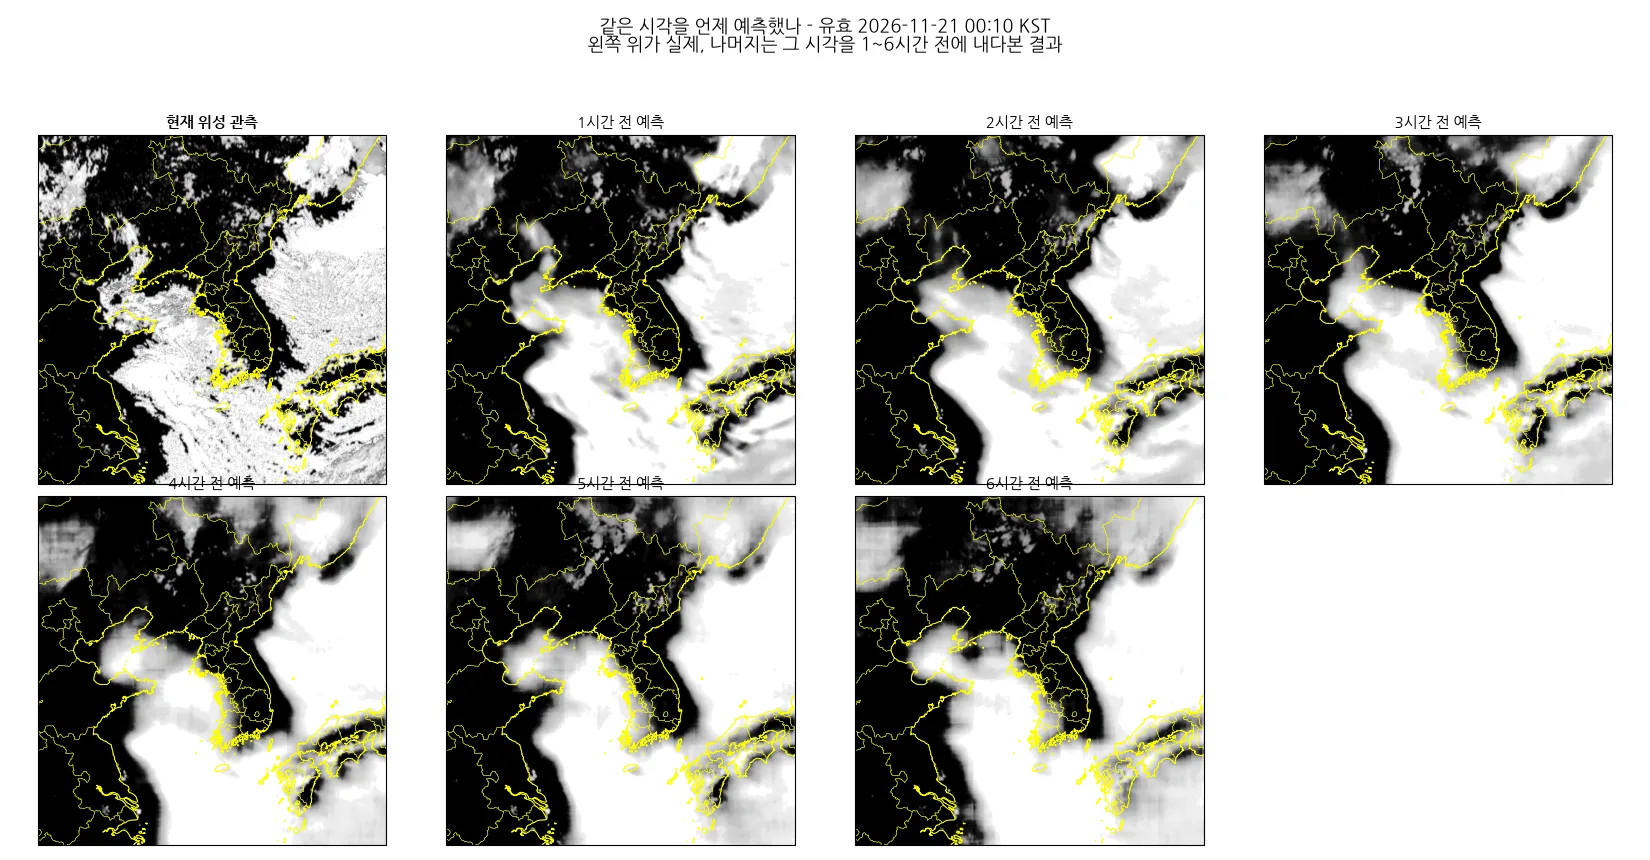 같은 시각을 언제 예측했나 - 유효 2026-11-21 00:10 KST
왼쪽 위가 실제, 나머지는 그 시각을 1~6시간 전에 내다본 결과
현재 위성 관측
1시간 전 예측
2시간 전 예측
3시간 전 예측
4시간 전 예측
5시간 전 예측
6시간 전 예측